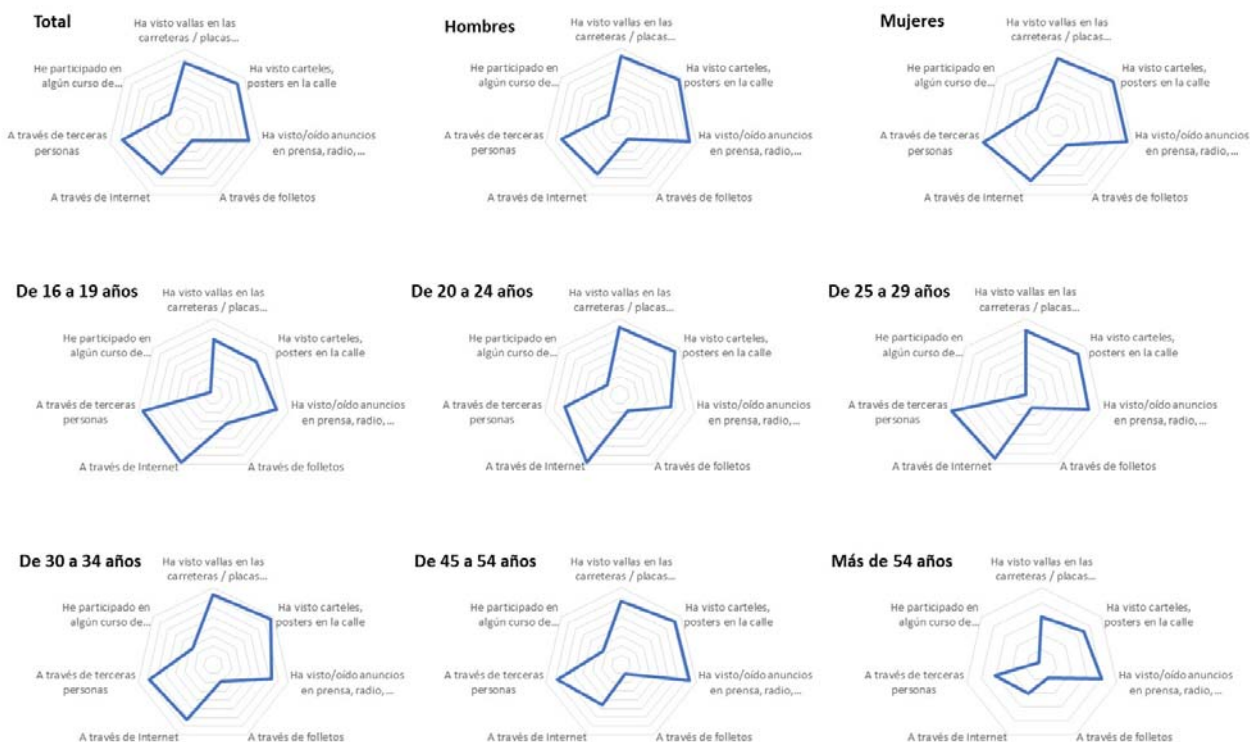 Total
Ha visto vallas en las
carreteras / placas...
Ha visto carteles,
posters en la calle
Ha visto/oído anuncios
en prensa, radio,...
A través de folletos
A través de Internet
A través de terceras
personas
He participado en
algún curso de...
Hombres
Ha visto vallas en las
carreteras / placas...
Ha visto carteles,
posters en la calle
Ha visto/oído anuncios
en prensa, radio,...
A través de folletos
A través de Internet
A través de terceras
personas
He participado en
algún curso de...
Mujeres
Ha visto vallas en las
carreteras / placas...
Ha visto carteles,
posters en la calle
Ha visto/oído anuncios
en prensa, radio,...
A través de folletos
A través de Internet
A través de terceras
personas
He participado en
algún curso de...
De 16 a 19 años
Ha visto vallas en las
carreteras / placas...
Ha visto carteles,
posters en la calle
Ha visto/oído anuncios
en prensa, radio,...
A través de folletos
A través de Internet
A través de terceras
personas
He participado en
algún curso de...
De 20 a 24 años
Ha visto vallas en las
carreteras / placas...
Ha visto carteles,
posters en la calle
Ha visto/oído anuncios
en prensa, radio,...
A través de folletos
A través de Internet
A través de terceras
personas
He participado en
algún curso de...
De 25 a 29 años
Ha visto vallas en las
carreteras / placas...
Ha visto carteles,
posters en la calle
Ha visto/oído anuncios
en prensa, radio,...
A través de folletos
A través de Internet
A través de terceras
personas
He participado en
algún curso de...
De 30 a 34 años
Ha visto vallas en las
carreteras / placas...
Ha visto carteles,
posters en la calle
Ha visto/oído anuncios
en prensa, radio,...
A través de folletos
A través de Internet
A través de terceras
personas
He participado en
algún curso de...
De 45 a 54 años
Ha visto vallas en las
carreteras / placas...
Ha visto carteles,
posters en la calle
Ha visto/oído anuncios
en prensa, radio,...
A través de folletos
A través de Internet
A través de terceras
personas
He participado en
algún curso de...
Más de 54 años
Ha visto vallas en las
carreteras / placas...
Ha visto carteles,
posters en la calle
Ha visto/oído anuncios
en prensa, radio,...
A través de folletos
A través de Internet
A través de terceras
personas
He participado en
algún curso de...